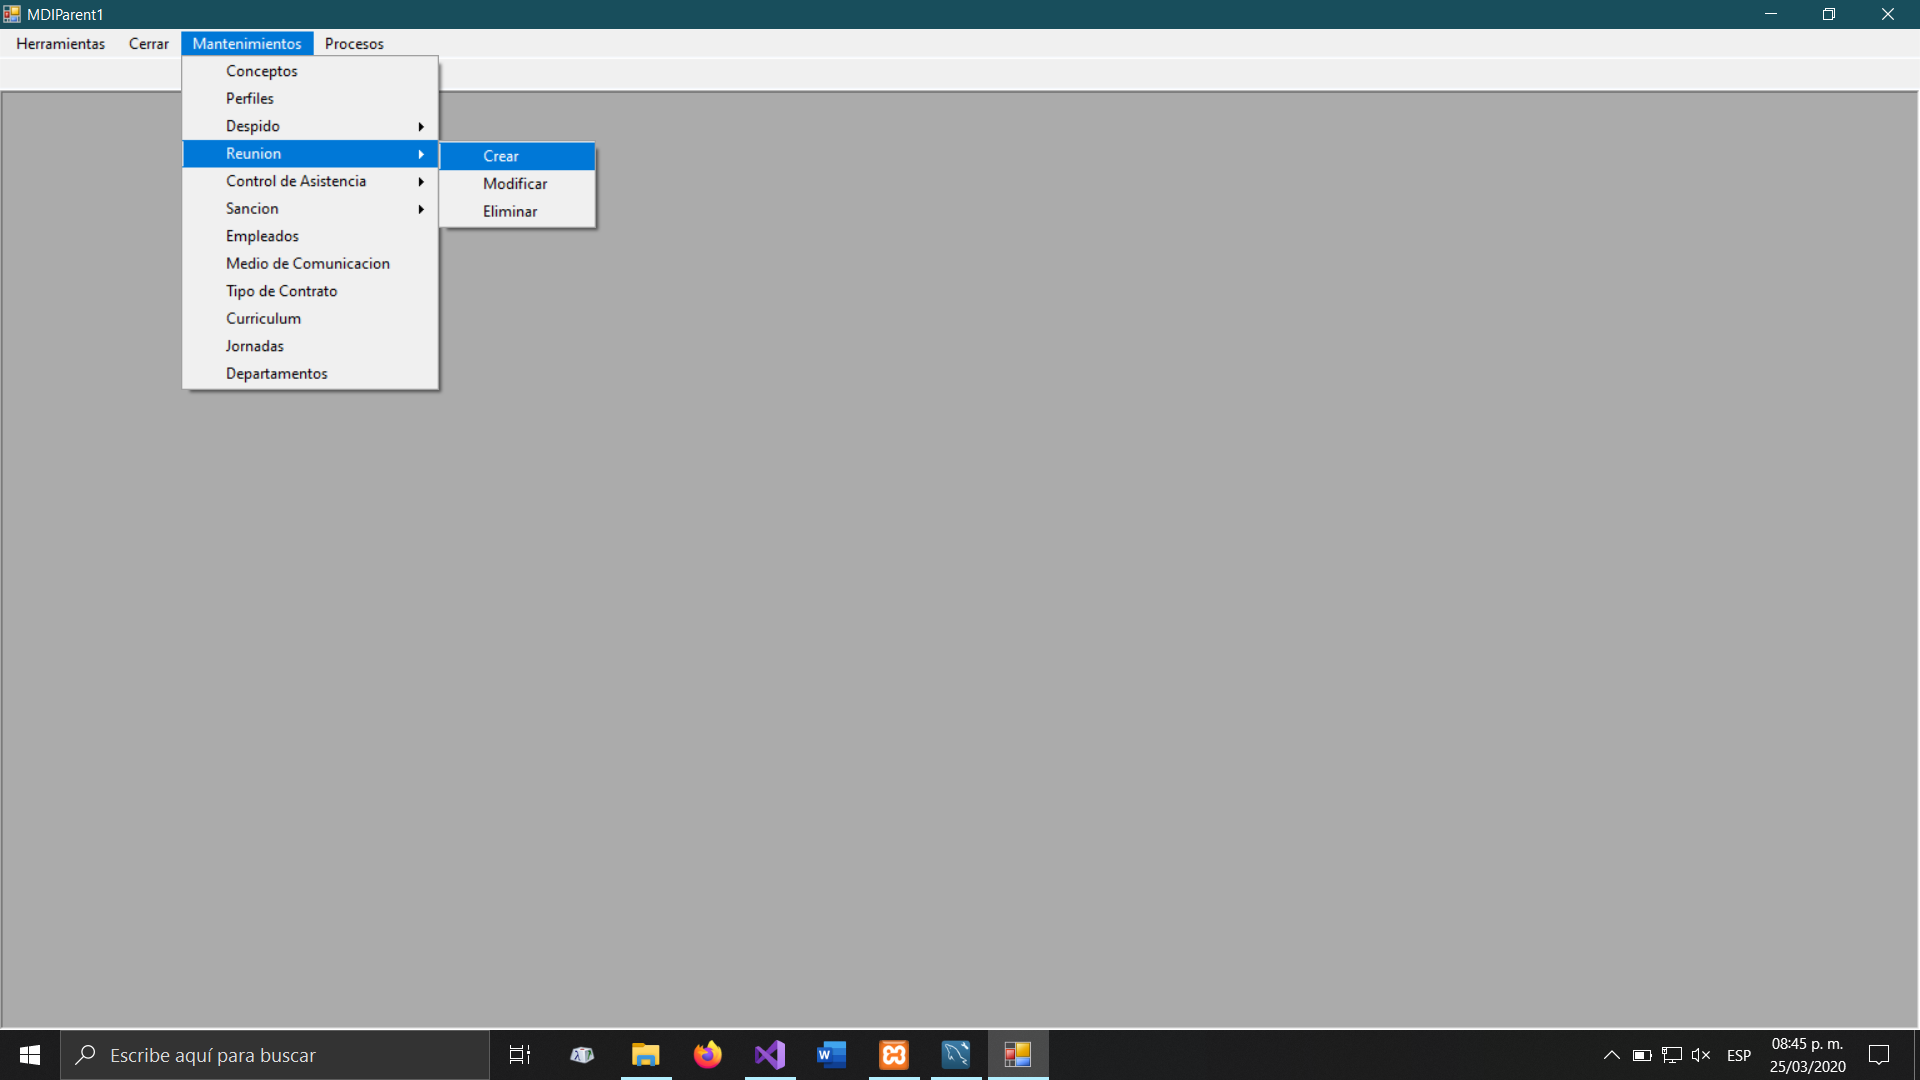 MDIParent1
Herramientas Cerrar Mantenimientos Procesos
Conceptos
Perfiles
Despido
Reunion
Crear
Modificar
Eliminar
Control de Asistencia
Sancion
Empleados
Medio de Comunicacion
Tipo de Contrato
Curriculum
Jornadas
Departamentos
Escribe aquí para buscar
ESP
08:45 p. m.
25/03/2020